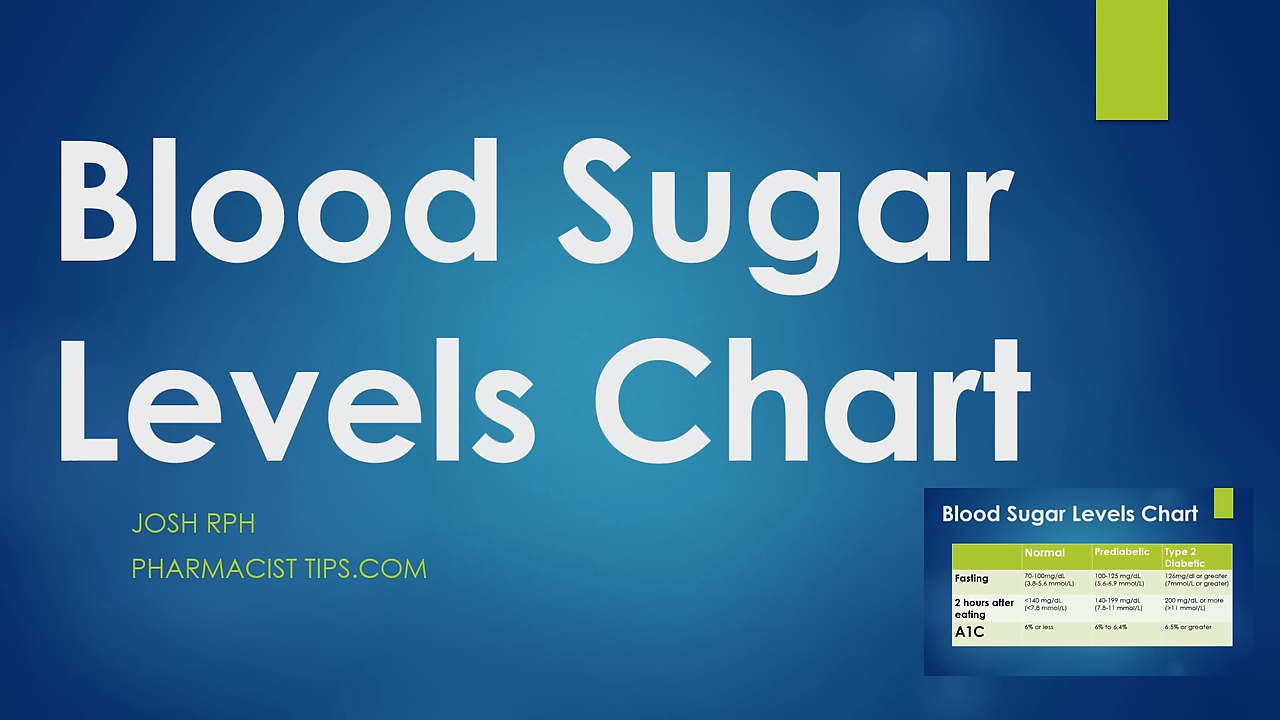 Blood Sugar
Levels Chart
JOSH RPH
PHARMACIST TIPS.COM
Blood Sugar Levels Chart
Normal Prediabetic Type 2
Diabetic
Fasting 70-100mg/dL 100-125 mg/dL 126mg/dl or greater
(3.8-5.6 mmol/L) (5.6-6.9 mmol/L) (7mmol/L or greater)
2 hours after <140 mg/dL 140-199 mg/dL 200 mg/dL or more
eating (<7.8 mmol/L) (7.8-11 mmol/L) (>11 mmol/L)
A1C 6% or less 6% to 6.4% 6.5% or greater